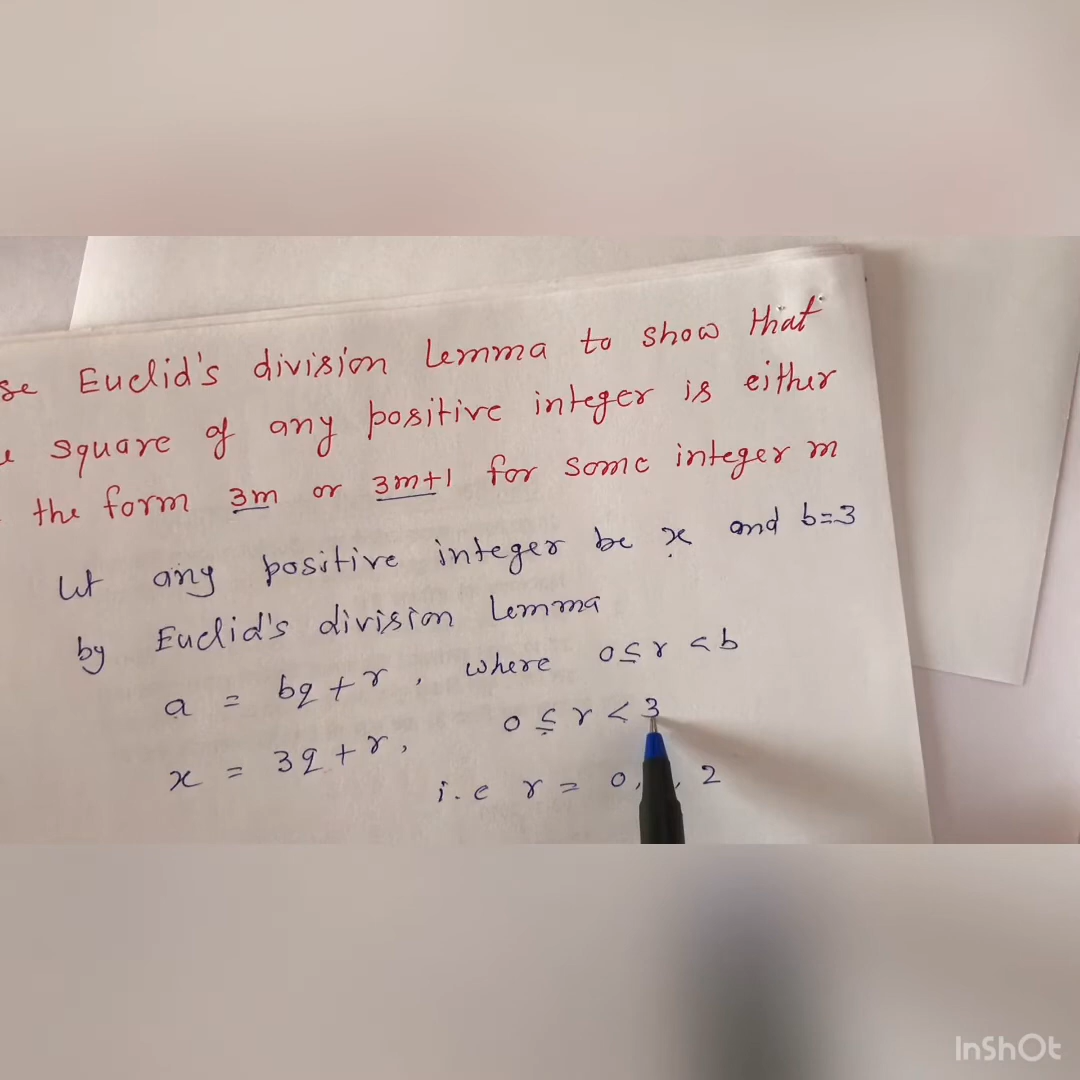 Euclid's division Lemma to show that
square of any positive integer is either
the form 3m or 3m+1 for some integer m
Let any positive integer be x and b=3
by Euclid's division Lemma
a = bq + r, where 0 ≤ r < b
x = 3q + r, 0 ≤ r < 3
i.e r = 0, , 2
InShOt